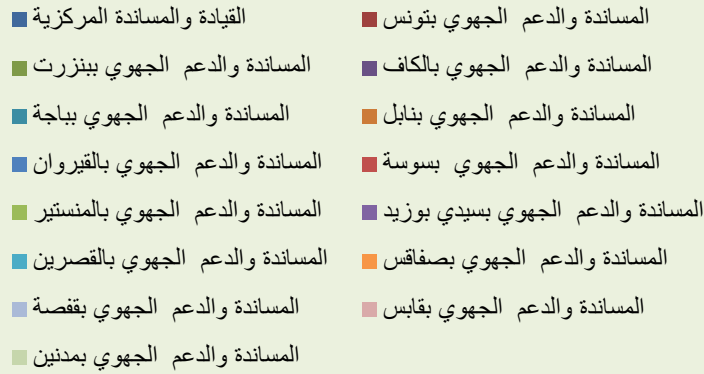 القيادة والمساندة المركزية
المساندة والدعم الجهوي بتونس
المساندة والدعم الجهوي ببنزرت
المساندة والدعم الجهوي بالكاف
المساندة والدعم الجهوي بباجة
المساندة والدعم الجهوي بنابل
المساندة والدعم الجهوي بالقيروان
المساندة والدعم الجهوي بسوسة
المساندة والدعم الجهوي بالمنستير
المساندة والدعم الجهوي بسيدي بوزيد
المساندة والدعم الجهوي بالقصرين
المساندة والدعم الجهوي بصفاقس
المساندة والدعم الجهوي بقفصة
المساندة والدعم الجهوي بقابس
المساندة والدعم الجهوي بمدنين